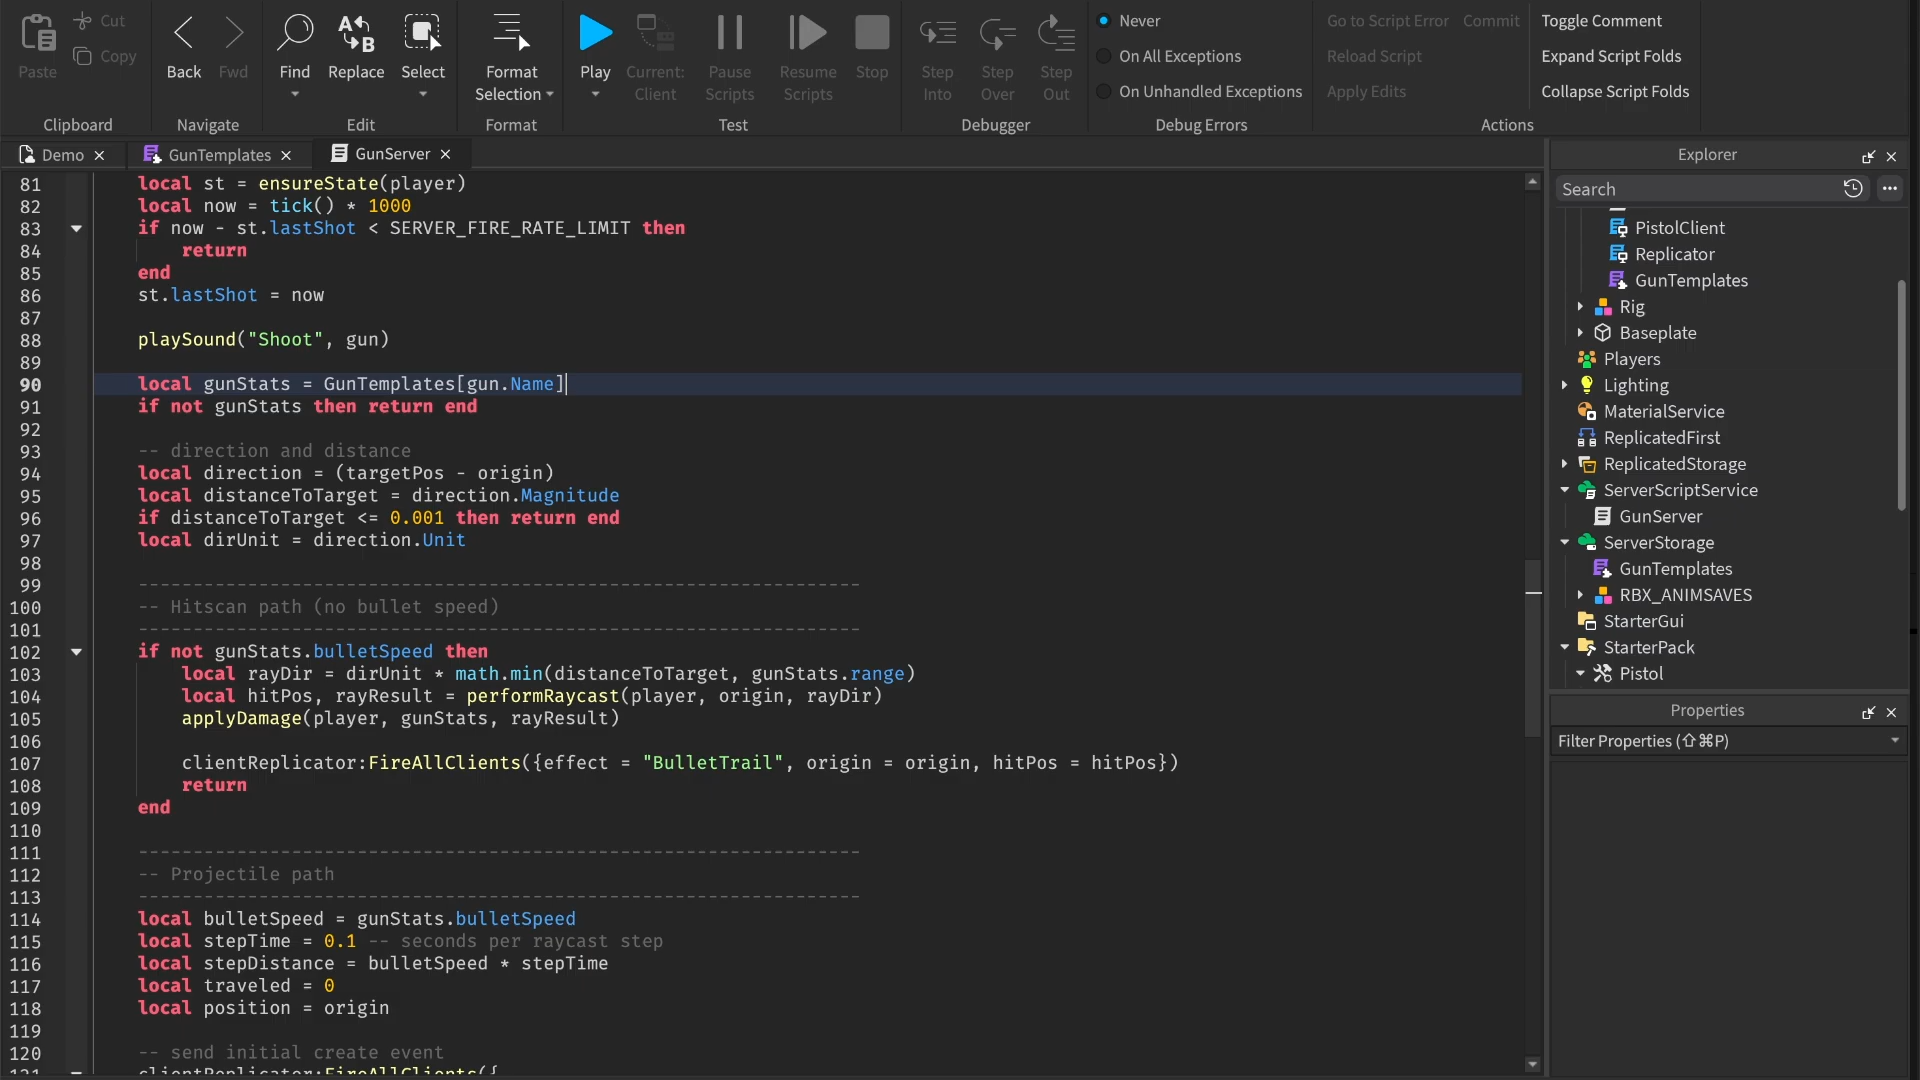 Paste
Cut
Copy
Clipboard
Back
Fwd
Navigate
Find
Replace
Select
Edit
Format
Selection
Format
Play
Current:
Client
Pause
Scripts
Resume
Scripts
Stop
Test
Step
Into
Step
Over
Step
Out
Debugger
Never
On All Exceptions
On Unhandled Exceptions
Debug Errors
Go to Script Error
Commit
Reload Script
Apply Edits
Toggle Comment
Expand Script Folds
Collapse Script Folds
Actions
Demo
GunTemplates
GunServer
81 local st = ensureState(player)
82 local now = tick() * 1000
83 if now - st.lastShot < SERVER_FIRE_RATE_LIMIT then
84 return
85 end
86 st.lastShot = now
87
88 playSound("Shoot", gun)
89
90 local gunStats = GunTemplates[gun.Name]
91 if not gunStats then return end
92
93 -- direction and distance
94 local direction = (targetPos - origin)
95 local distanceToTarget = direction.Magnitude
96 if distanceToTarget <= 0.001 then return end
97 local dirUnit = direction.Unit
98
99 ------------------------------------------------------------------
100 -- Hitscan path (no bullet speed)
101 ------------------------------------------------------------------
102 if not gunStats.bulletSpeed then
103 local rayDir = dirUnit * math.min(distanceToTarget, gunStats.range)
104 local hitPos, rayResult = performRaycast(player, origin, rayDir)
105 applyDamage(player, gunStats, rayResult)
106
107 clientReplicator:FireAllClients({effect = "BulletTrail", origin = origin, hitPos = hitPos})
108 return
109 end
110
111 ------------------------------------------------------------------
112 -- Projectile path
113 ------------------------------------------------------------------
114 local bulletSpeed = gunStats.bulletSpeed
115 local stepTime = 0.1 -- seconds per raycast step
116 local stepDistance = bulletSpeed * stepTime
117 local traveled = 0
118 local position = origin
119
120 -- send initial create event
121 clientReplicator:FireAllClients({
Explorer
Search
PistolClient
Replicator
GunTemplates
Rig
Baseplate
Players
Lighting
MaterialService
ReplicatedFirst
ReplicatedStorage
ServerScriptService
GunServer
ServerStorage
GunTemplates
RBX_ANIMSAVES
StarterGui
StarterPack
Pistol
Properties
Filter Properties (⇧⌘P)